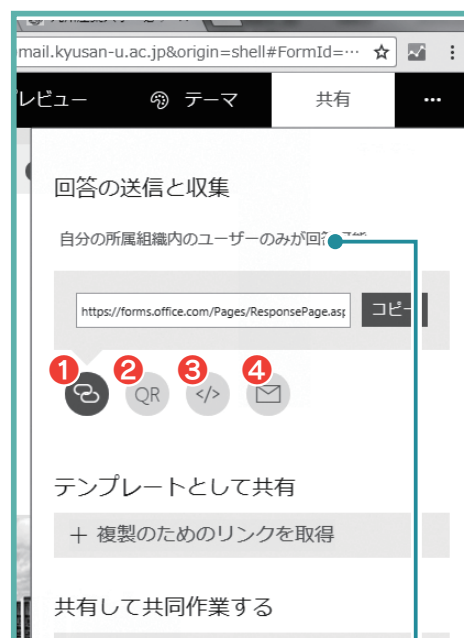 mail.kyusan-u.ac.jp&origin=shell#FormId=…
レビュー テーマ 共有 …
回答の送信と収集
自分の所属組織内のユーザーのみが回答
https://forms.office.com/Pages/ResponsePage.asp
コピー
1 2 3 4
QR </>
テンプレートとして共有
+ 複製のためのリンクを取得
共有して共同作業する